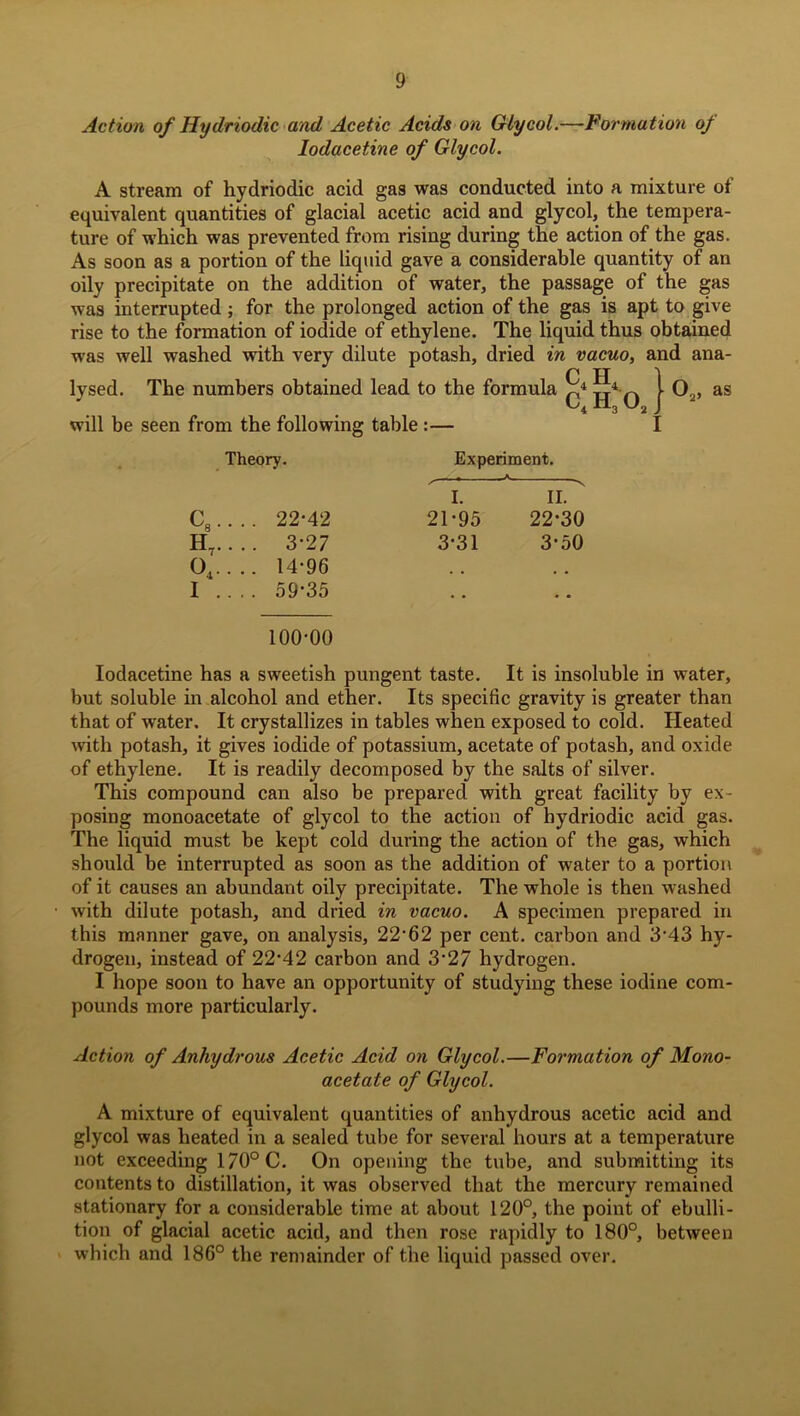 9
Action of Hydriodic and Acetic Acids on Glycol.—Formation of
Iodacetine of Glycol.
A stream of hydriodic acid gas was conducted into a mixture of
equivalent quantities of glacial acetic acid and glycol, the tempera-
ture of which was prevented from rising during the action of the gas.
As soon as a portion of the liquid gave a considerable quantity of an
oily precipitate on the addition of water, the passage of the gas
was interrupted; for the prolonged action of the gas is apt to give
rise to the formation of iodide of ethylene. The liquid thus obtained
was well washed with very dilute potash, dried in vacuo, and ana-
lysed. The numbers obtained lead to the formula C₄ H₄ / C₄ H₃ O₂ } O₂, as
will be seen from the following table:— I
Theory. Experiment.
I. II.
C₈.... 22·42 21·95 22·30
H₇.... 3·27 3·31 3·50
O₄.... 14·96 .. ..
I .... 59·35 .. ..
100·00
Iodacetine has a sweetish pungent taste. It is insoluble in water,
but soluble in alcohol and ether. Its specific gravity is greater than
that of water. It crystallizes in tables when exposed to cold. Heated
with potash, it gives iodide of potassium, acetate of potash, and oxide
of ethylene. It is readily decomposed by the salts of silver.
This compound can also be prepared with great facility by ex-
posing monoacetate of glycol to the action of hydriodic acid gas.
The liquid must be kept cold during the action of the gas, which
should be interrupted as soon as the addition of water to a portion
of it causes an abundant oily precipitate. The whole is then washed
with dilute potash, and dried in vacuo. A specimen prepared in
this manner gave, on analysis, 22·62 per cent. carbon and 3·43 hy-
drogen, instead of 22·42 carbon and 3·27 hydrogen.
I hope soon to have an opportunity of studying these iodine com-
pounds more particularly.
Action of Anhydrous Acetic Acid on Glycol.—Formation of Mono-
acetate of Glycol.
A mixture of equivalent quantities of anhydrous acetic acid and
glycol was heated in a sealed tube for several hours at a temperature
not exceeding 170° C. On opening the tube, and submitting its
contents to distillation, it was observed that the mercury remained
stationary for a considerable time at about 120°, the point of ebulli-
tion of glacial acetic acid, and then rose rapidly to 180°, between
which and 186° the remainder of the liquid passed over.